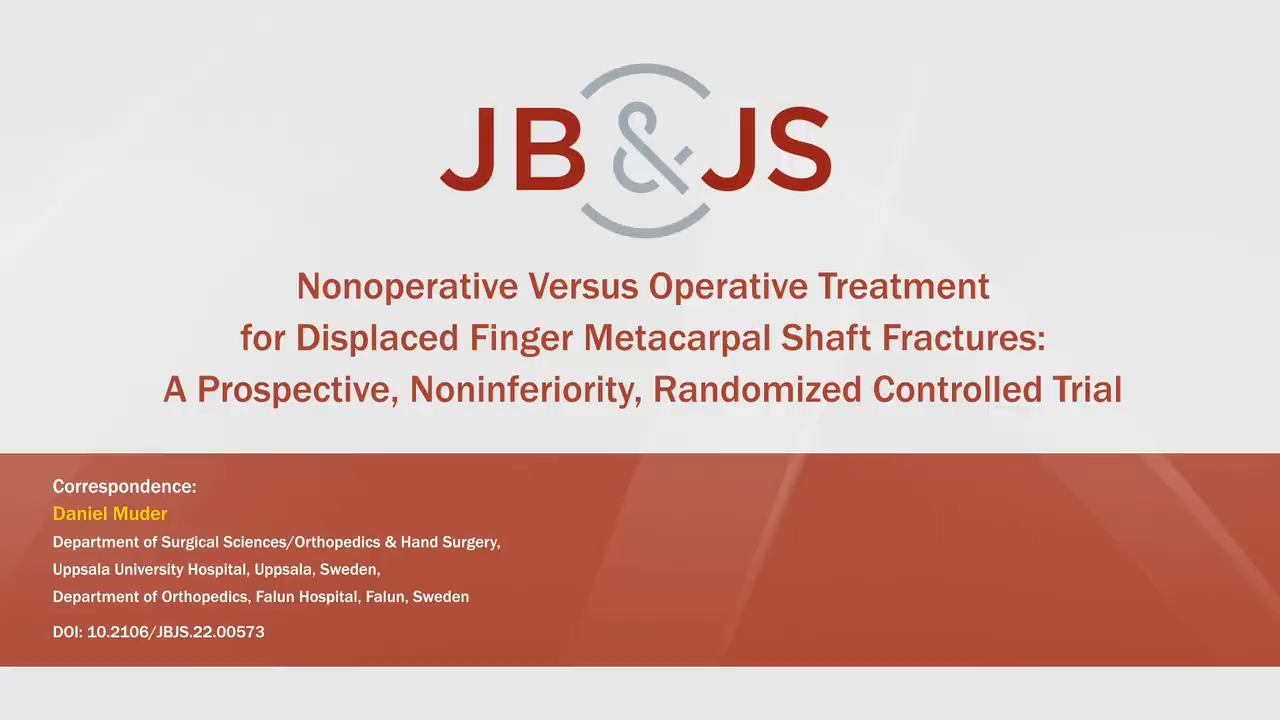 JB&JS
Nonoperative Versus Operative Treatment
for Displaced Finger Metacarpal Shaft Fractures:
A Prospective, Noninferiority, Randomized Controlled Trial
Correspondence:
Daniel Muder
Department of Surgical Sciences/Orthopedics & Hand Surgery,
Uppsala University Hospital, Uppsala, Sweden,
Department of Orthopedics, Falun Hospital, Falun, Sweden
DOI: 10.2106/JBJS.22.00573